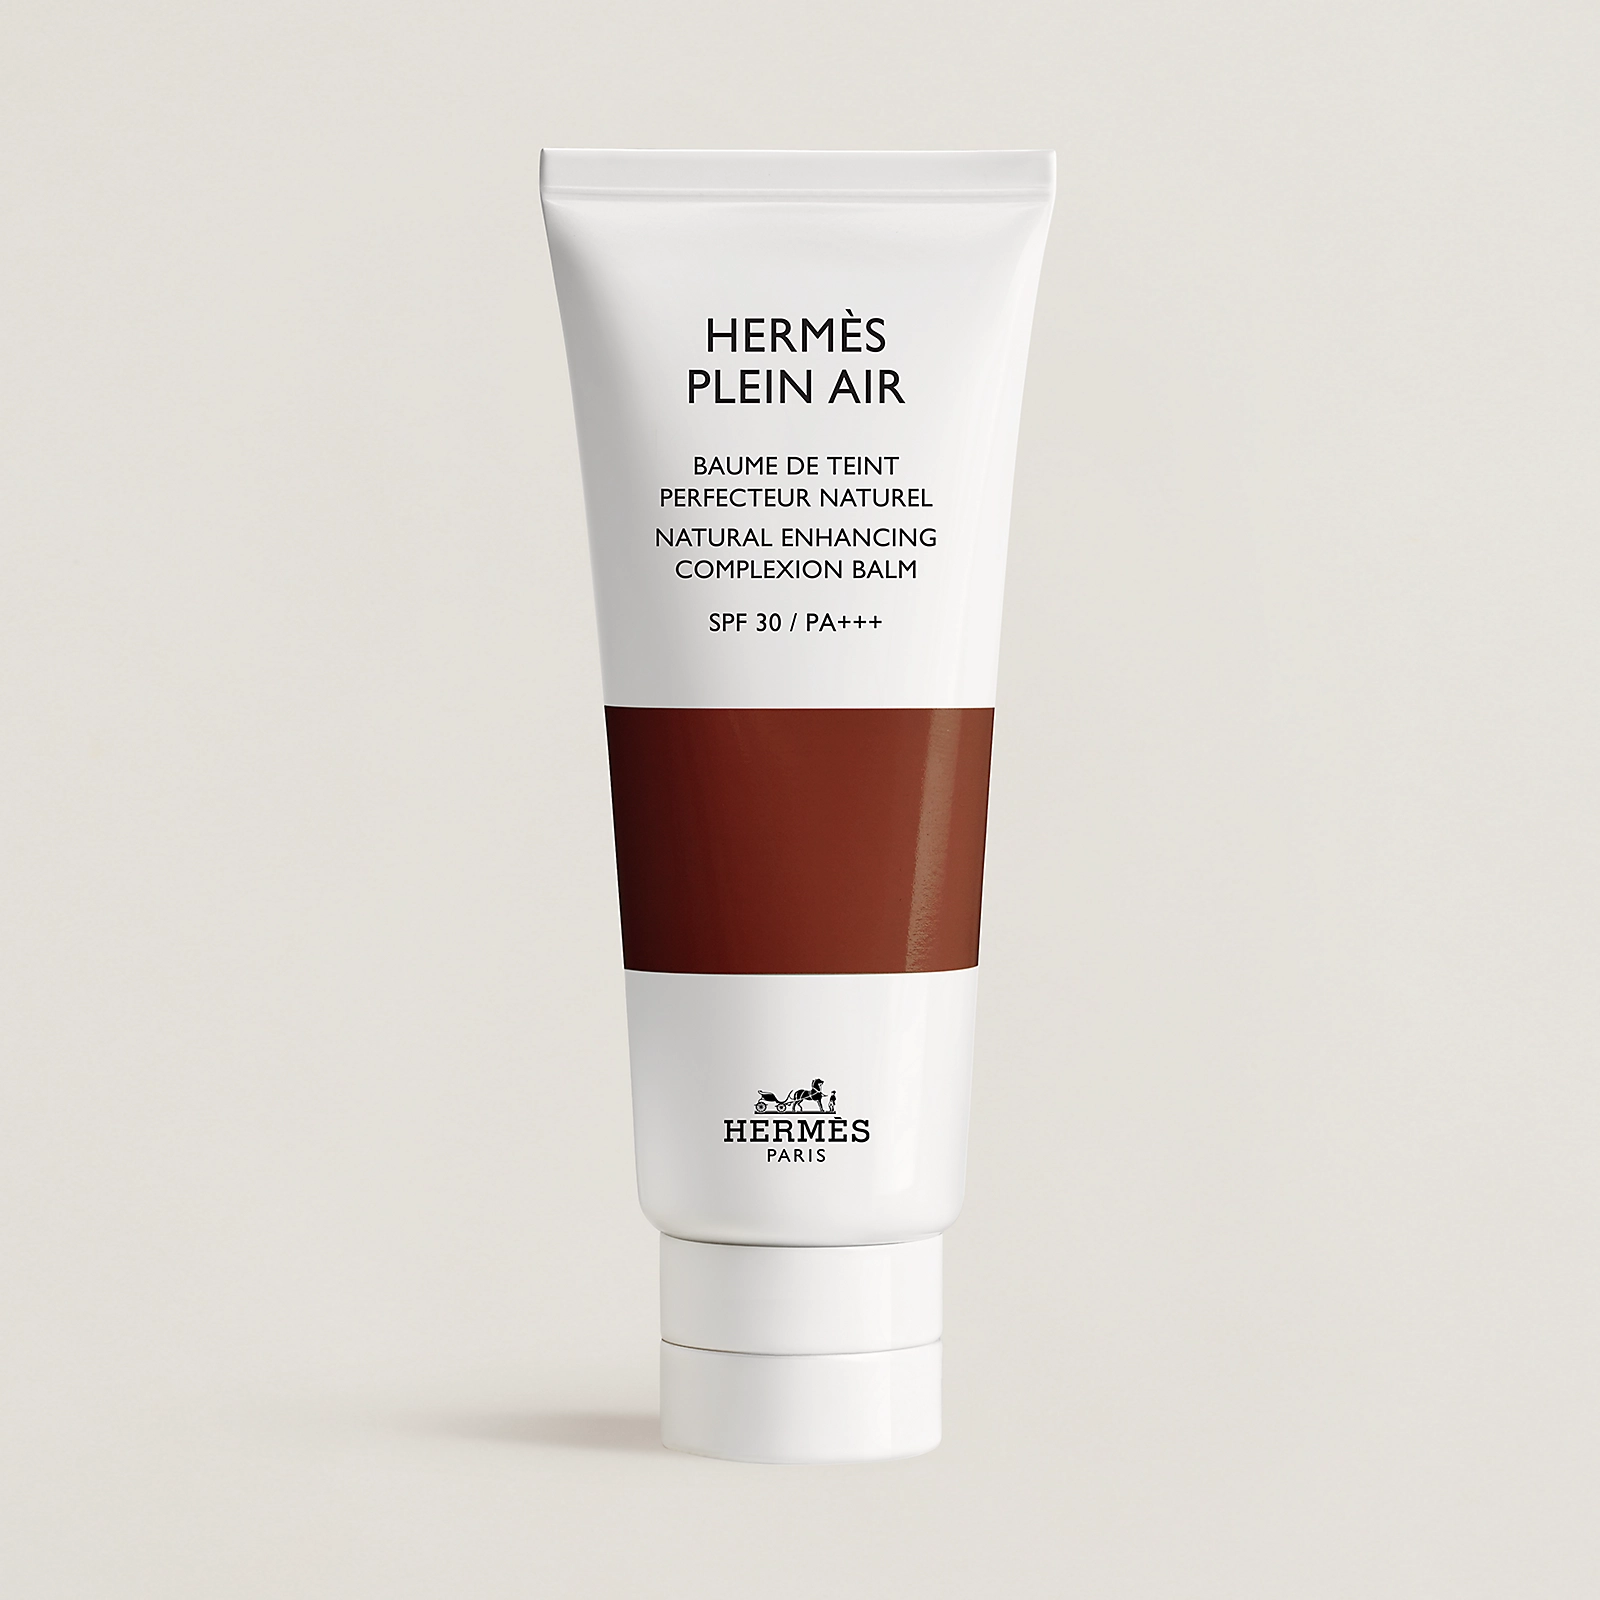 HERMÈS
PLEIN AIR
BAUME DE TEINT
PERFECTEUR NATUREL
NATURAL ENHANCING
COMPLEXION BALM
SPF 30 / PA+++
HERMÈS
PARIS